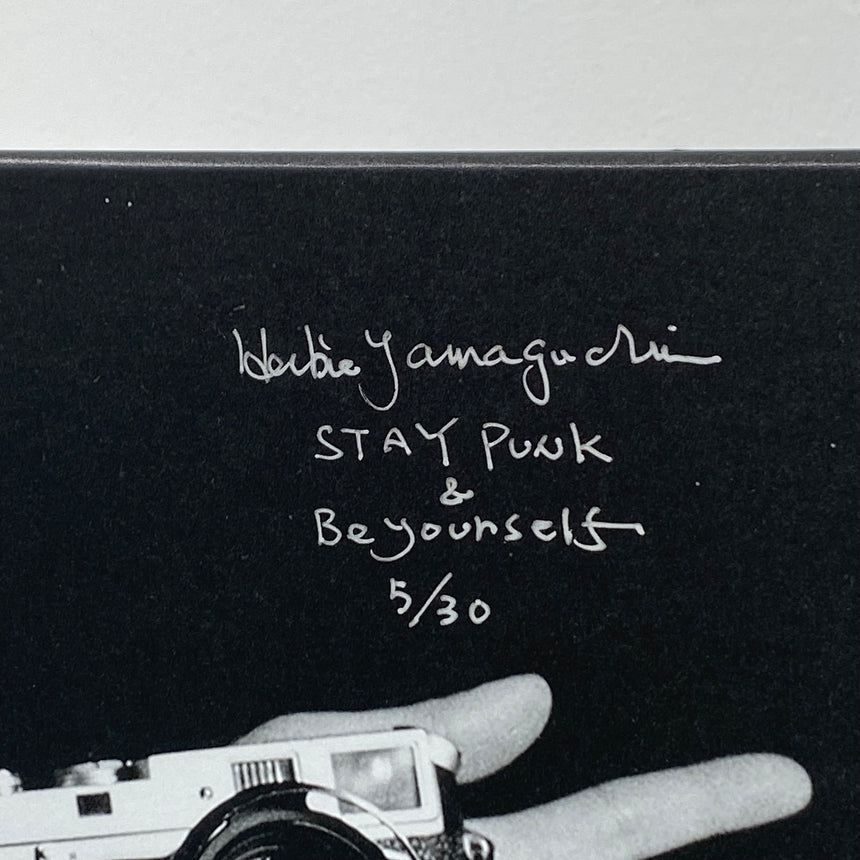 Herbie Yamaguchi
STAY PUNK
&
Be yourself
5/30